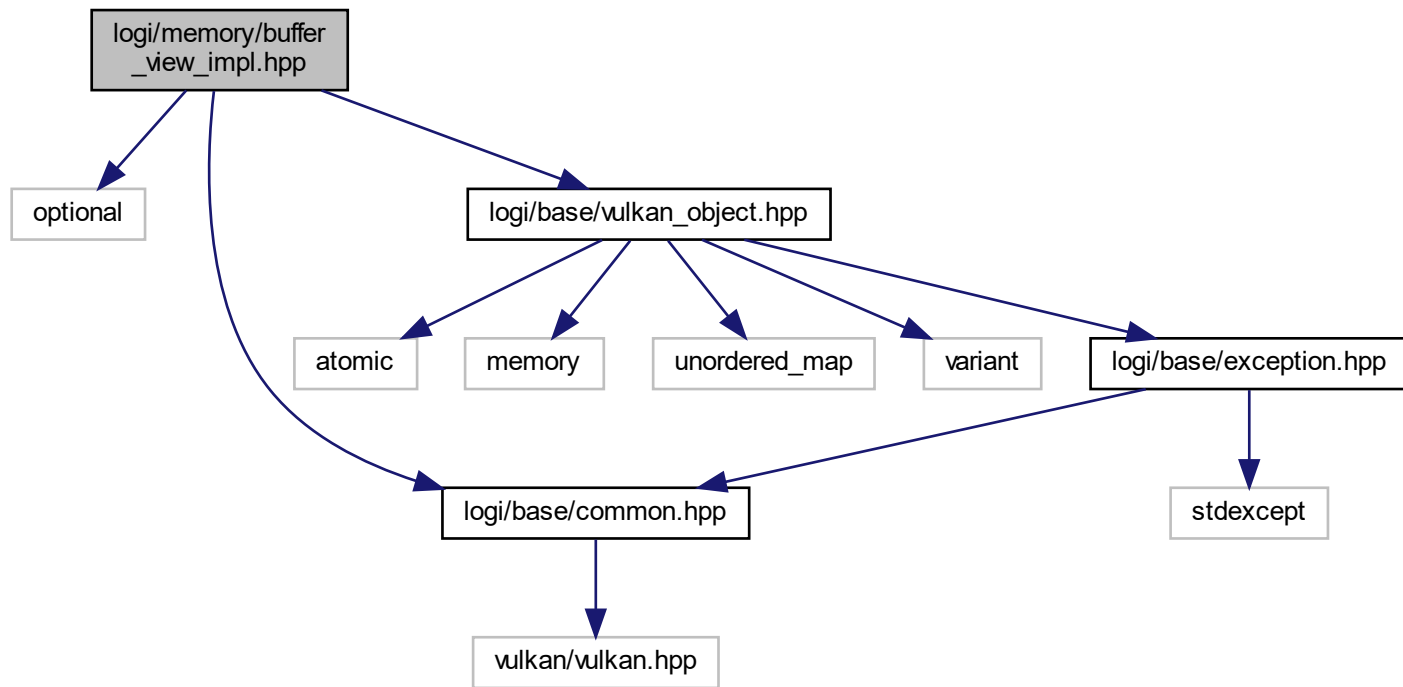 logi/memory/buffer
_view_impl.hpp
optional
logi/base/vulkan_object.hpp
atomic
memory
unordered_map
variant
logi/base/exception.hpp
logi/base/common.hpp
stdexcept
vulkan/vulkan.hpp